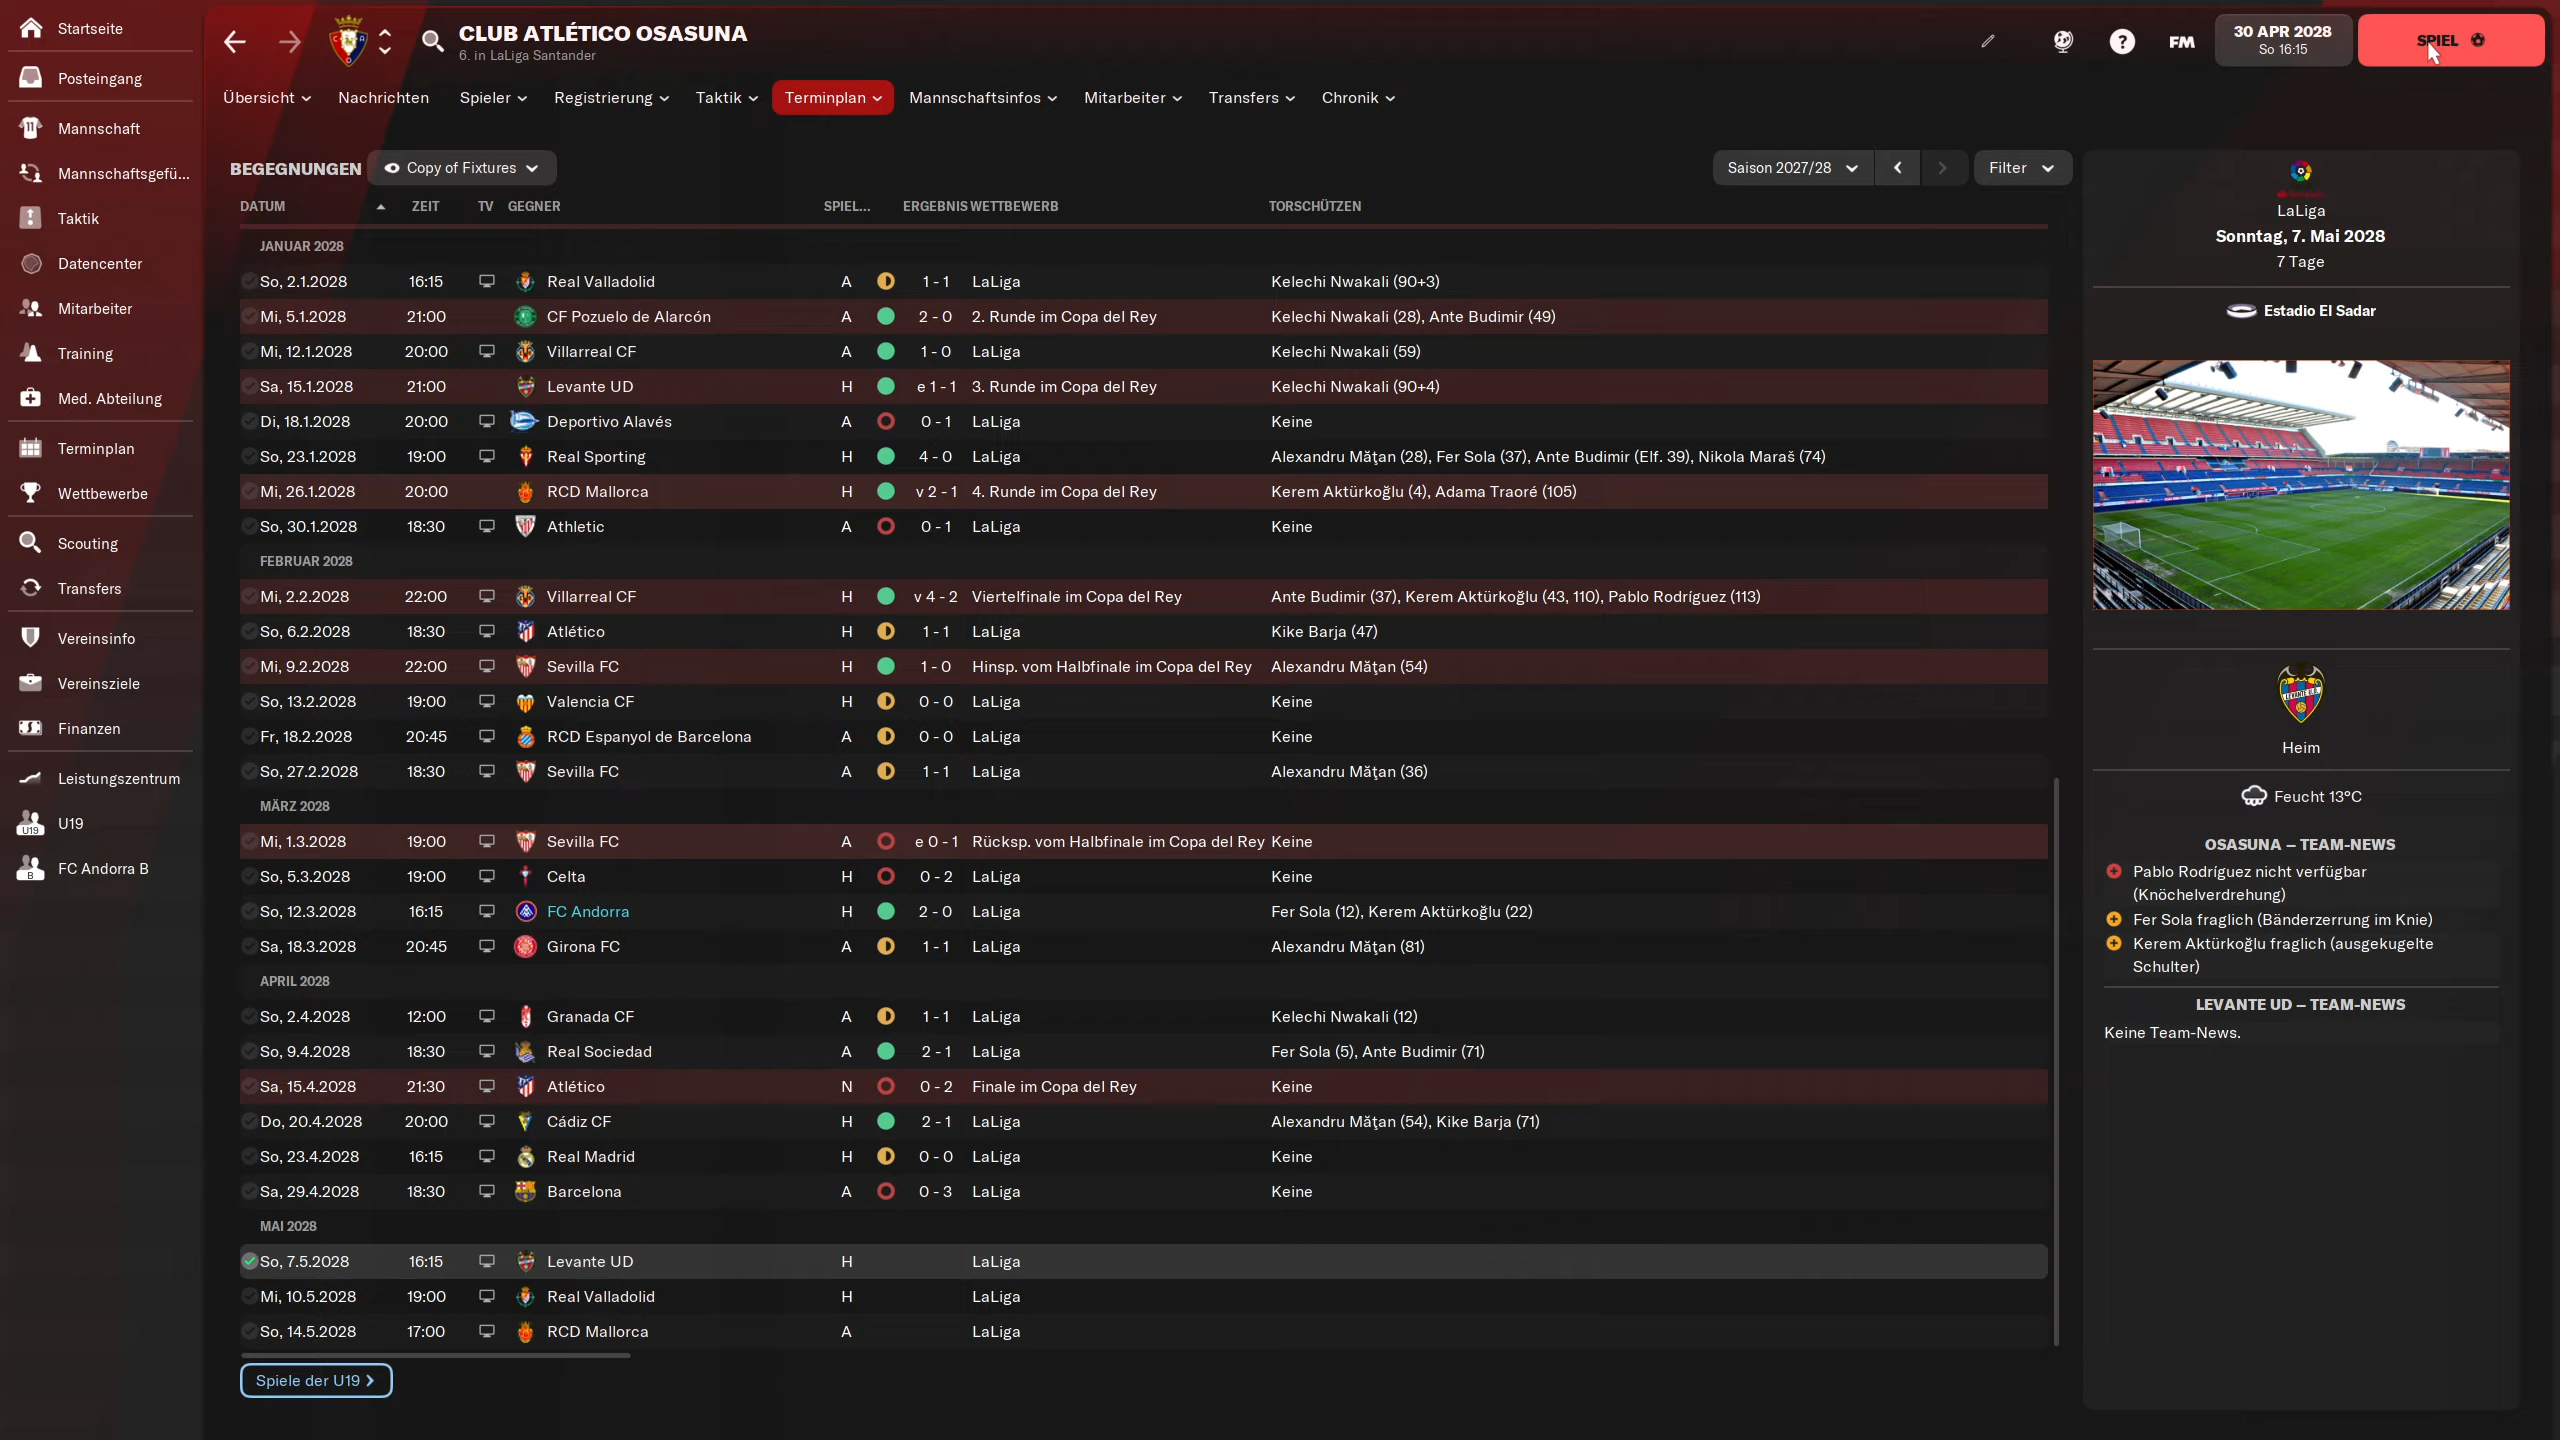 Startseite
Posteingang
Mannschaft
Mannschaftsgefü...
Taktik
Datencenter
Mitarbeiter
Training
Med. Abteilung
Terminplan
Wettbewerbe
Scouting
Transfers
Vereinsinfo
Vereinsziele
Finanzen
Leistungszentrum
U19
FC Andorra B
CLUB ATLÉTICO OSASUNA
6. in LaLiga Santander
FM
30 APR 2028
So 16:15
SPIEL
Übersicht Nachrichten Spieler Registrierung Taktik Terminplan Mannschaftsinfos Mitarbeiter Transfers Chronik
BEGEGNUNGEN Copy of Fixtures Saison 2027/28 Filter
DATUM ZEIT TV GEGNER SPIEL... ERGEBNIS WETTBEWERB TORSCHÜTZEN
JANUAR 2028
So, 2.1.2028 16:15 Real Valladolid A 1 - 1 LaLiga Kelechi Nwakali (90+3)
Mi, 5.1.2028 21:00 CF Pozuelo de Alarcón A 2 - 0 2. Runde im Copa del Rey Kelechi Nwakali (28), Ante Budimir (49)
Mi, 12.1.2028 20:00 Villarreal CF A 1 - 0 LaLiga Kelechi Nwakali (59)
Sa, 15.1.2028 21:00 Levante UD H e 1 - 1 3. Runde im Copa del Rey Kelechi Nwakali (90+4)
Di, 18.1.2028 20:00 Deportivo Alavés A 0 - 1 LaLiga Keine
So, 23.1.2028 19:00 Real Sporting H 4 - 0 LaLiga Alexandru Mățan (28), Fer Sola (37), Ante Budimir (Elf. 39), Nikola Maraš (74)
Mi, 26.1.2028 20:00 RCD Mallorca H v 2 - 1 4. Runde im Copa del Rey Kerem Aktürkoğlu (4), Adama Traoré (105)
So, 30.1.2028 18:30 Athletic A 0 - 1 LaLiga Keine
FEBRUAR 2028
Mi, 2.2.2028 22:00 Villarreal CF H v 4 - 2 Viertelfinale im Copa del Rey Ante Budimir (37), Kerem Aktürkoğlu (43, 110), Pablo Rodríguez (113)
So, 6.2.2028 18:30 Atlético H 1 - 1 LaLiga Kike Barja (47)
Mi, 9.2.2028 22:00 Sevilla FC H 1 - 0 Hinsp. vom Halbfinale im Copa del Rey Alexandru Mățan (54)
So, 13.2.2028 19:00 Valencia CF H 0 - 0 LaLiga Keine
Fr, 18.2.2028 20:45 RCD Espanyol de Barcelona A 0 - 0 LaLiga Keine
So, 27.2.2028 18:30 Sevilla FC A 1 - 1 LaLiga Alexandru Mățan (36)
MÄRZ 2028
Mi, 1.3.2028 19:00 Sevilla FC A e 0 - 1 Rücksp. vom Halbfinale im Copa del Rey Keine
So, 5.3.2028 19:00 Celta H 0 - 2 LaLiga Keine
So, 12.3.2028 16:15 FC Andorra H 2 - 0 LaLiga Fer Sola (12), Kerem Aktürkoğlu (22)
Sa, 18.3.2028 20:45 Girona FC A 1 - 1 LaLiga Alexandru Mățan (81)
APRIL 2028
So, 2.4.2028 12:00 Granada CF A 1 - 1 LaLiga Kelechi Nwakali (12)
So, 9.4.2028 18:30 Real Sociedad A 2 - 1 LaLiga Fer Sola (5), Ante Budimir (71)
Sa, 15.4.2028 21:30 Atlético N 0 - 2 Finale im Copa del Rey Keine
Do, 20.4.2028 20:00 Cádiz CF H 2 - 1 LaLiga Alexandru Mățan (54), Kike Barja (71)
So, 23.4.2028 16:15 Real Madrid H 0 - 0 LaLiga Keine
Sa, 29.4.2028 18:30 Barcelona A 0 - 3 LaLiga Keine
MAI 2028
So, 7.5.2028 16:15 Levante UD H LaLiga
Mi, 10.5.2028 19:00 Real Valladolid H LaLiga
So, 14.5.2028 17:00 RCD Mallorca A LaLiga
Spiele der U19
LaLiga
Sonntag, 7. Mai 2028
7 Tage
Estadio El Sadar
Heim
Feucht 13°C
OSASUNA – TEAM-NEWS
Pablo Rodríguez nicht verfügbar
(Knöchelverdrehung)
Fer Sola fraglich (Bänderzerrung im Knie)
Kerem Aktürkoğlu fraglich (ausgekugelte
Schulter)
LEVANTE UD – TEAM-NEWS
Keine Team-News.